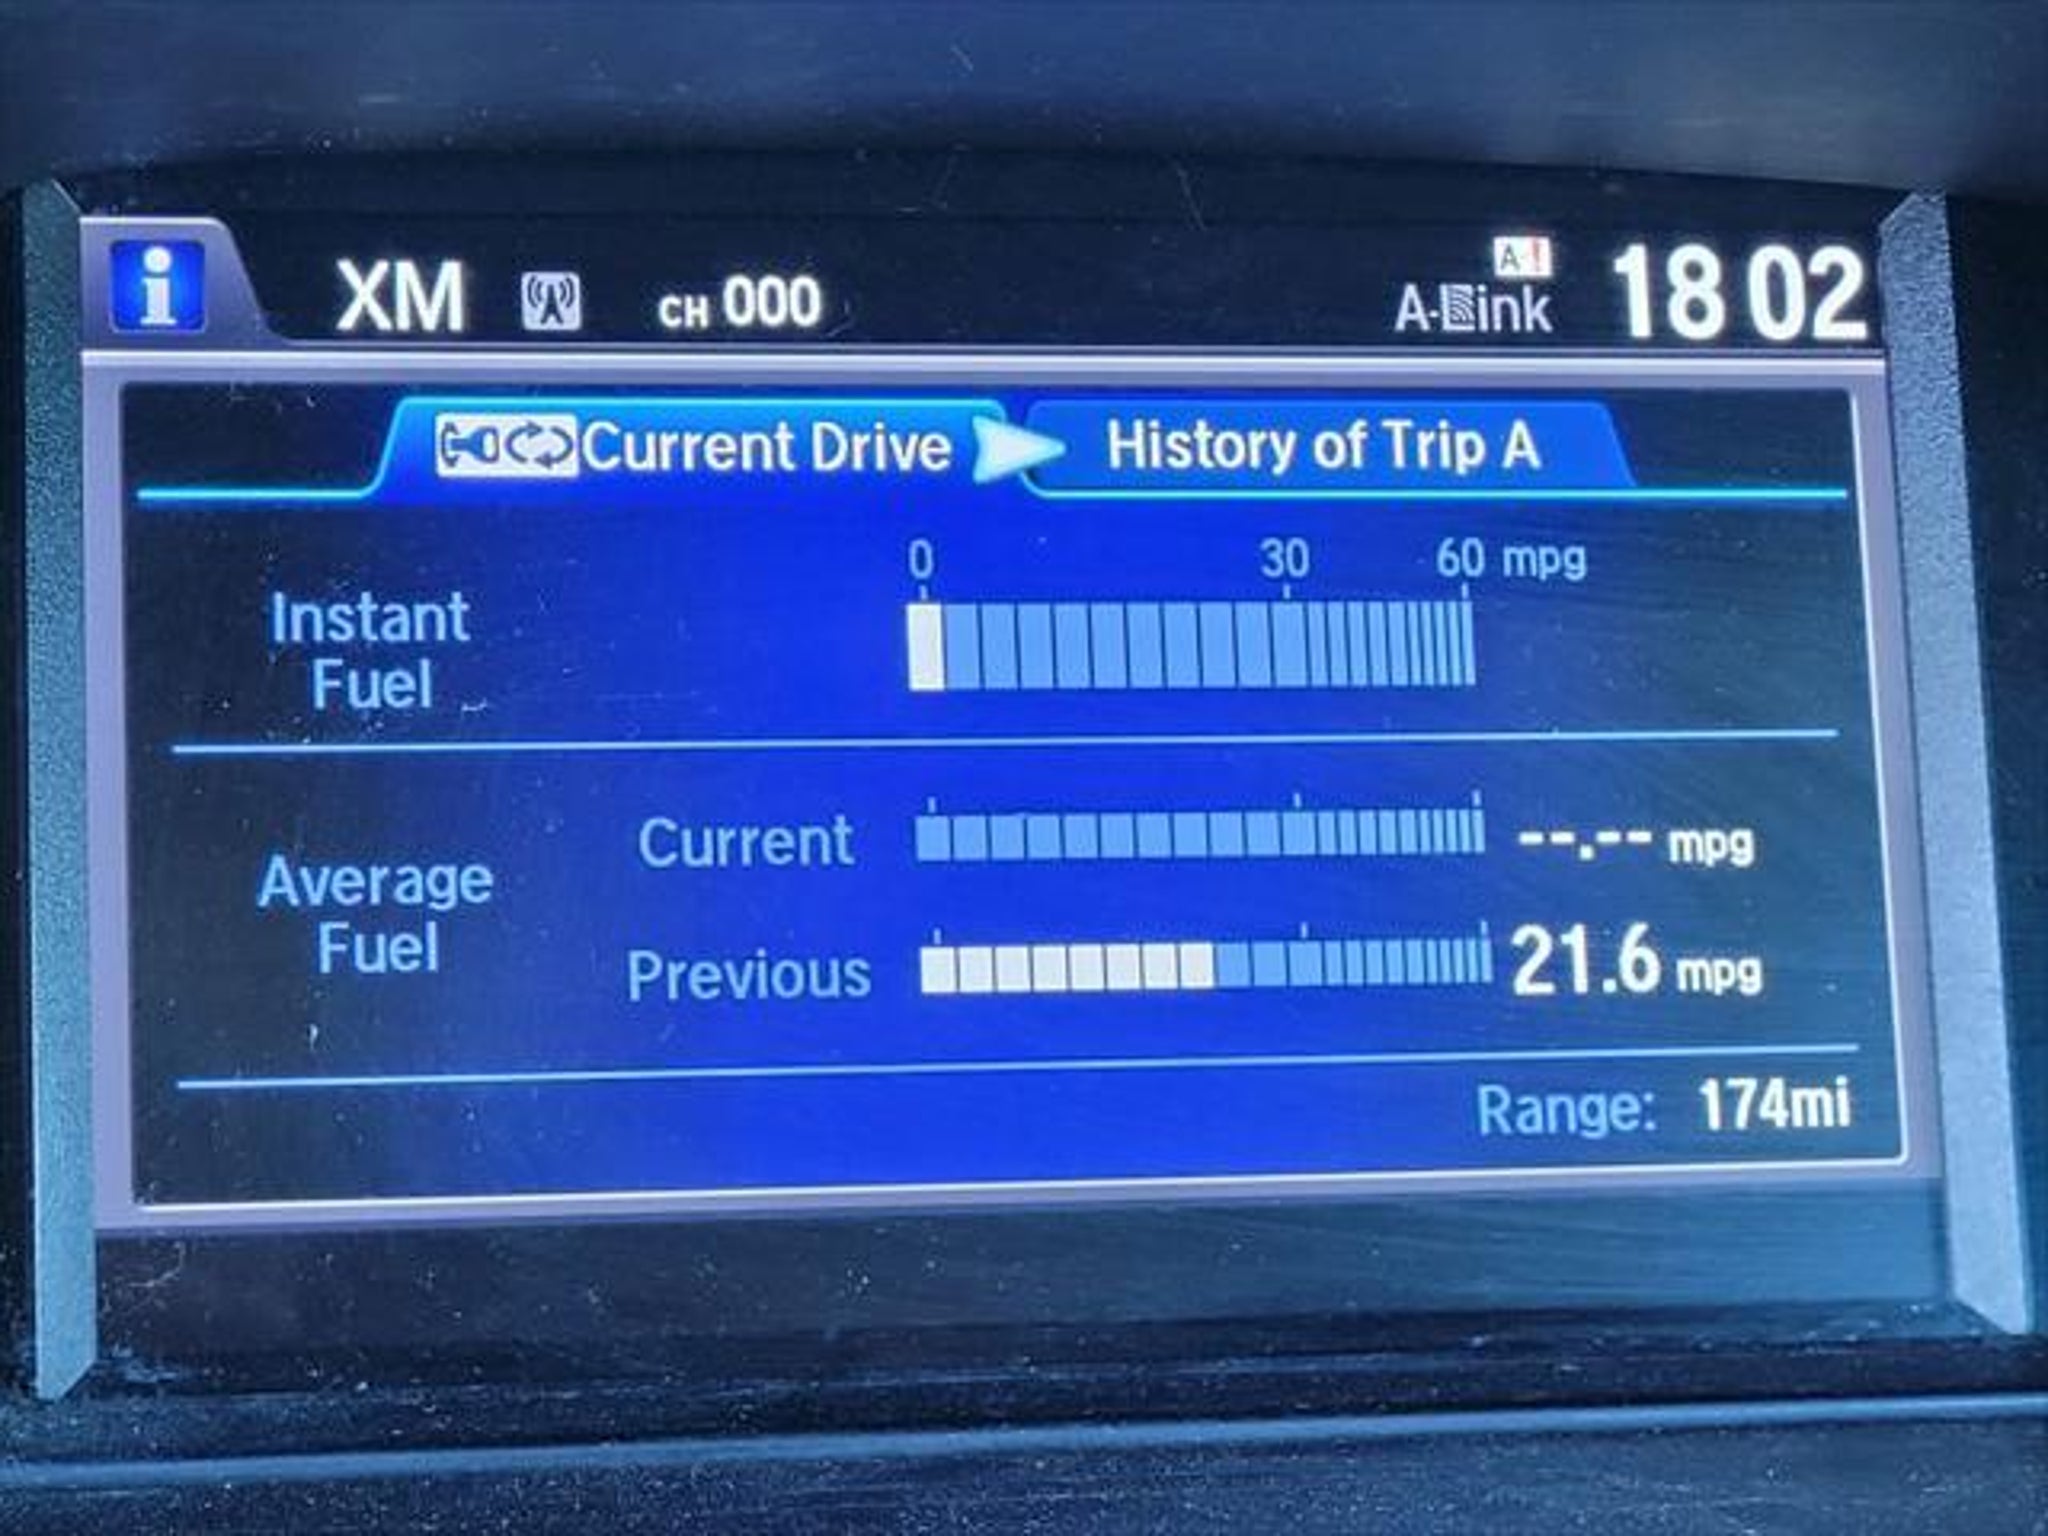 i XM CH 000 A-Link 18 02
A-!
Current Drive History of Trip A
0 30 60 mpg
Instant
Fuel
Current --.-- mpg
Average
Fuel
Previous 21.6 mpg
Range: 174mi